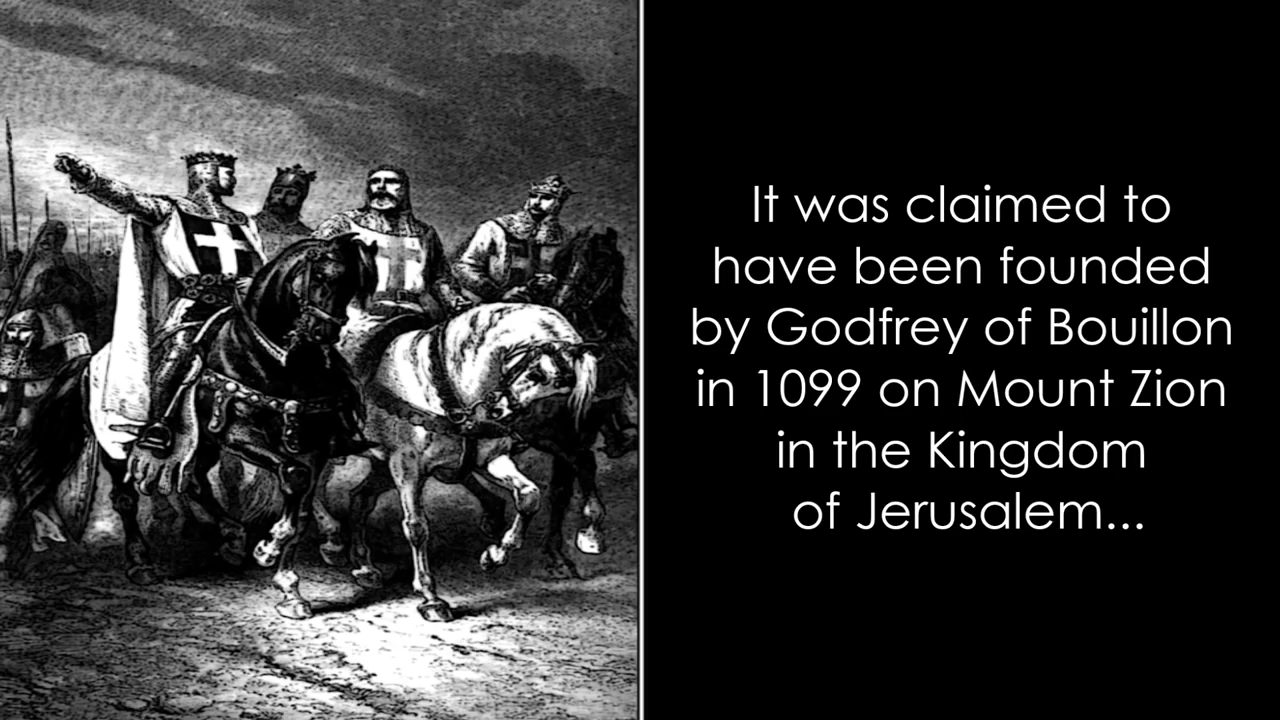 It was claimed to
have been founded
by Godfrey of Bouillon
in 1099 on Mount Zion
in the Kingdom
of Jerusalem...